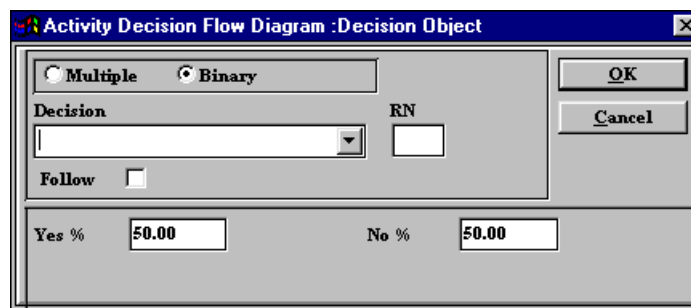 Activity Decision Flow Diagram :Decision Object
Multiple Binary
OK
Decision RN
Cancel
Follow
Yes % 50.00 No % 50.00